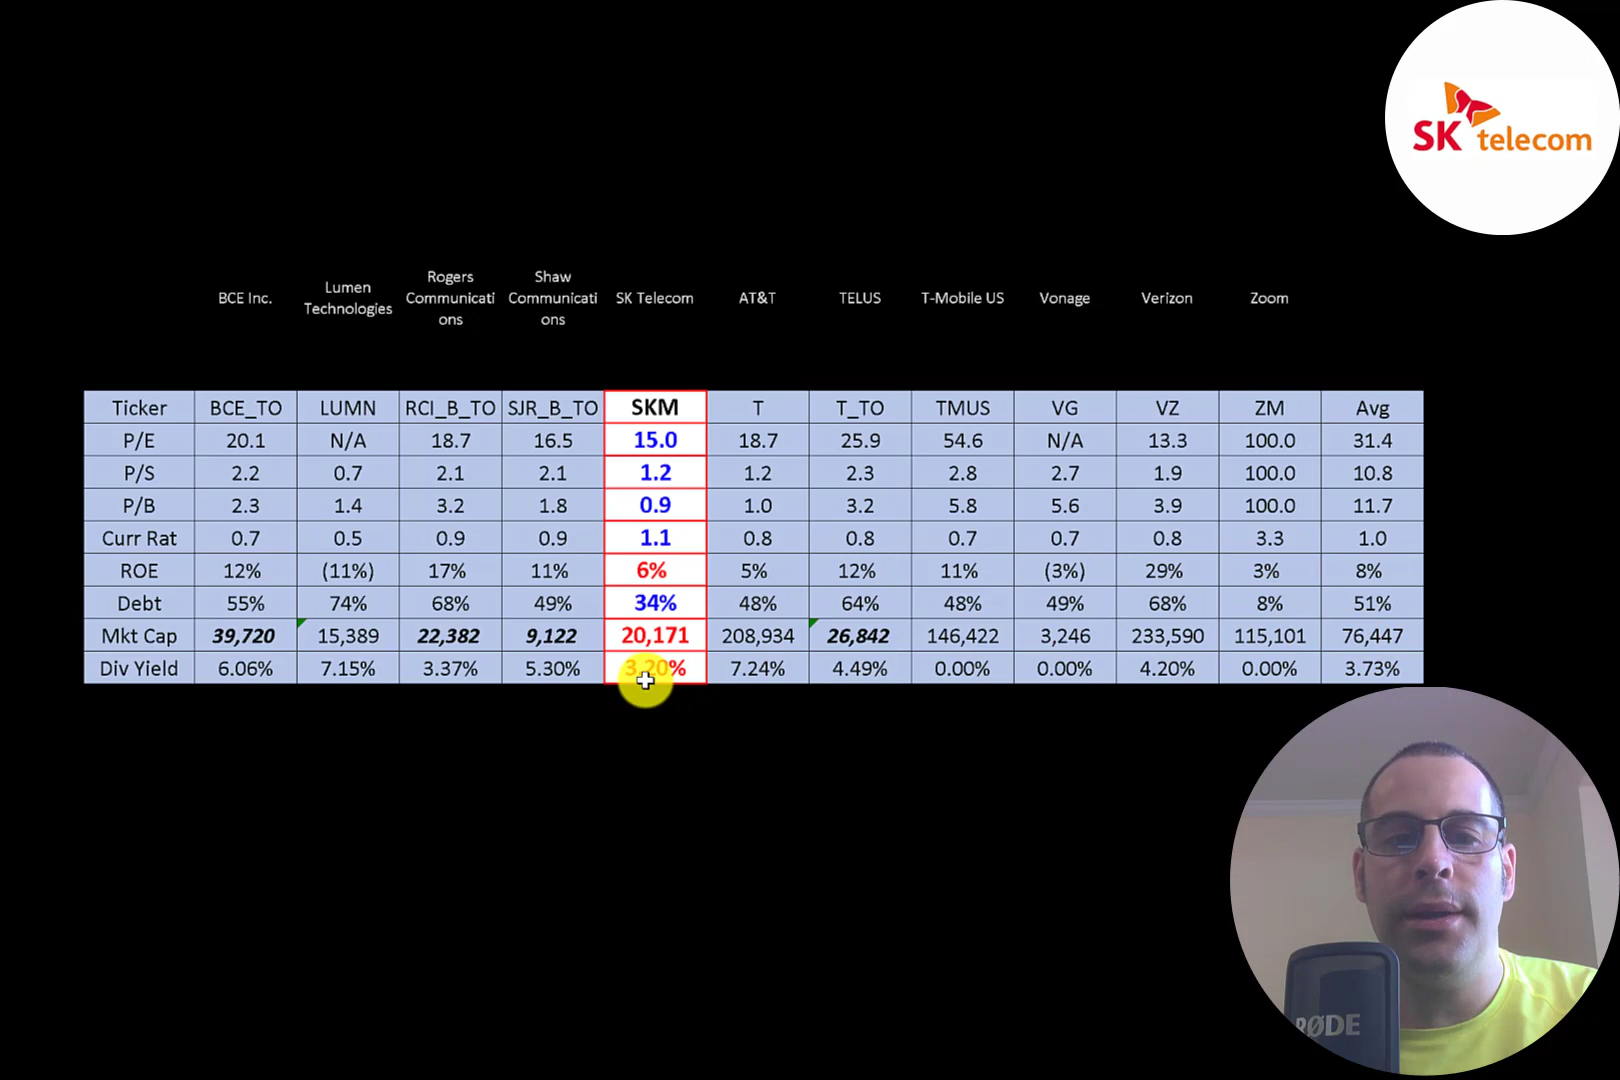 SK telecom
BCE Inc.
Lumen
Technologies
Rogers
Communicati
ons
Shaw
Communicati
ons
SK Telecom
AT&T
TELUS
T-Mobile US
Vonage
Verizon
Zoom
Ticker BCE_TO LUMN RCI_B_TO SJR_B_TO SKM T T_TO TMUS VG VZ ZM Avg
P/E 20.1 N/A 18.7 16.5 15.0 18.7 25.9 54.6 N/A 13.3 100.0 31.4
P/S 2.2 0.7 2.1 2.1 1.2 1.2 2.3 2.8 2.7 1.9 100.0 10.8
P/B 2.3 1.4 3.2 1.8 0.9 1.0 3.2 5.8 5.6 3.9 100.0 11.7
Curr Rat 0.7 0.5 0.9 0.9 1.1 0.8 0.8 0.7 0.7 0.8 3.3 1.0
ROE 12% (11%) 17% 11% 6% 5% 12% 11% (3%) 29% 3% 8%
Debt 55% 74% 68% 49% 34% 48% 64% 48% 49% 68% 8% 51%
Mkt Cap 39,720 15,389 22,382 9,122 20,171 208,934 26,842 146,422 3,246 233,590 115,101 76,447
Div Yield 6.06% 7.15% 3.37% 5.30% 3.20% 7.24% 4.49% 0.00% 0.00% 4.20% 0.00% 3.73%
RØDE